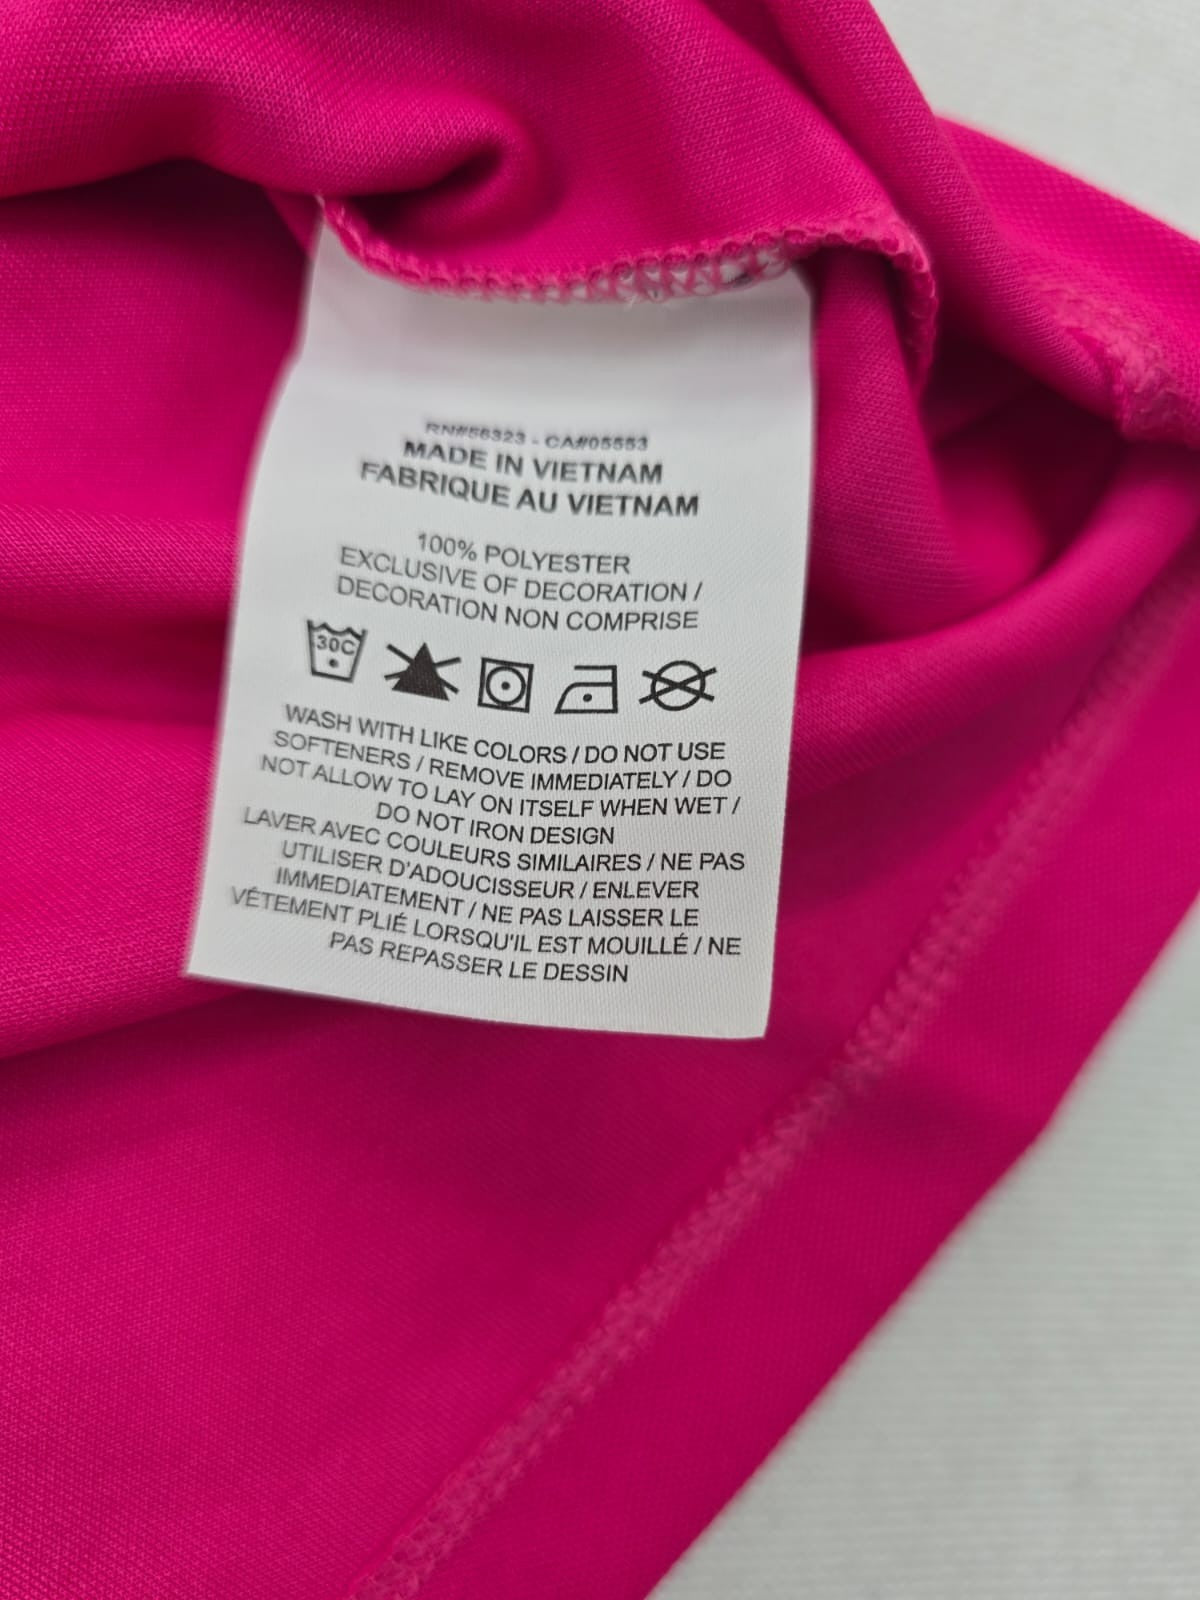 RN#56323 - CA#05553
MADE IN VIETNAM
FABRIQUE AU VIETNAM
100% POLYESTER
EXCLUSIVE OF DECORATION /
DECORATION NON COMPRISE
30C
WASH WITH LIKE COLORS / DO NOT USE
SOFTENERS / REMOVE IMMEDIATELY / DO
NOT ALLOW TO LAY ON ITSELF WHEN WET /
DO NOT IRON DESIGN
LAVER AVEC COULEURS SIMILAIRES / NE PAS
UTILISER D'ADOUCISSEUR / ENLEVER
IMMEDIATEMENT / NE PAS LAISSER LE
VÉTEMENT PLIÉ LORSQU'IL EST MOUILLÉ / NE
PAS REPASSER LE DESSIN